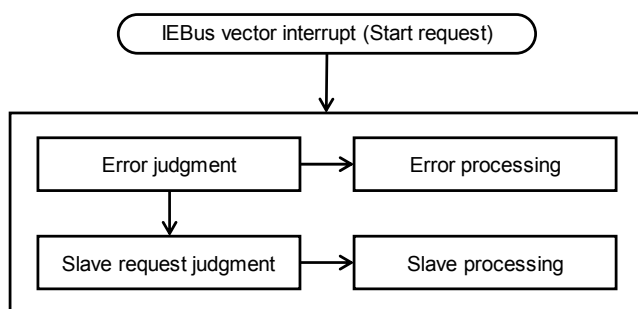 IEBus vector interrupt (Start request)
Error judgment
Error processing
Slave request judgment
Slave processing